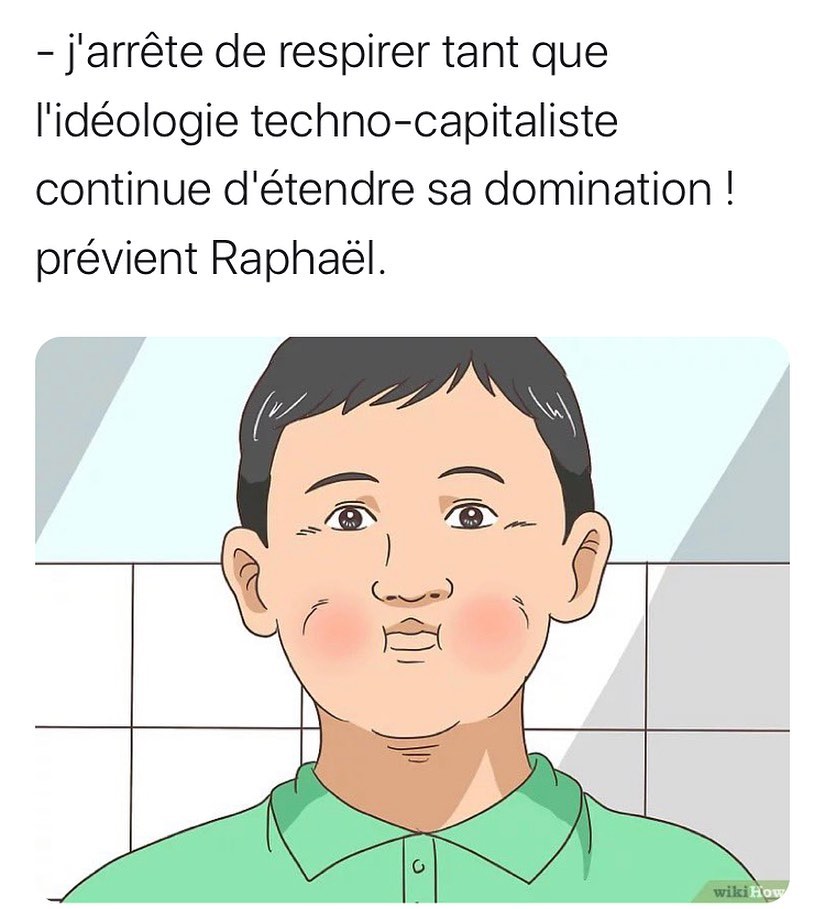 - j'arrête de respirer tant que
l'idéologie techno-capitaliste
continue d'étendre sa domination !
prévient Raphaël.
wikiHow